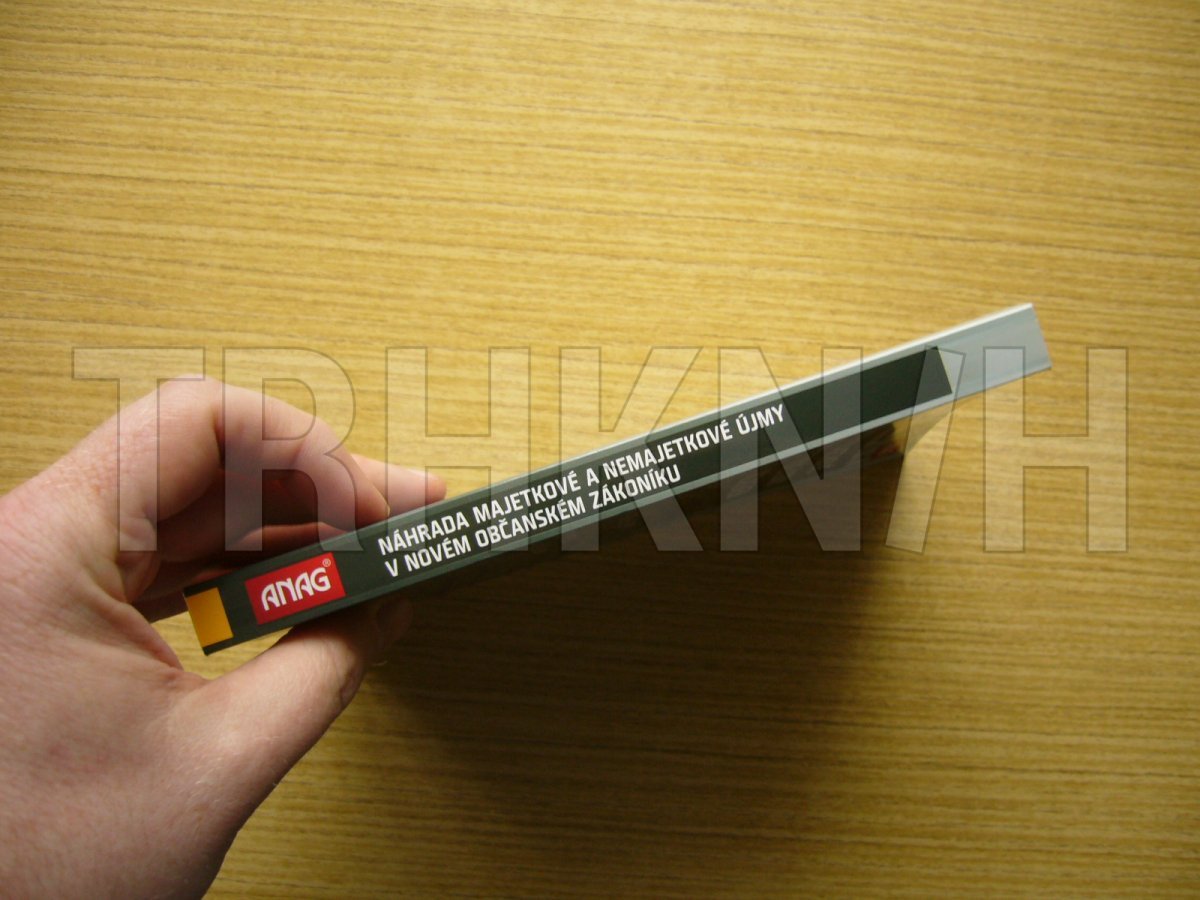 NÁHRADA MAJETKOVÉ A NEMAJETKOVÉ ÚJMY
V NOVÉM OBČANSKÉM ZÁKONÍKU
ANAG®
TRHKNIH